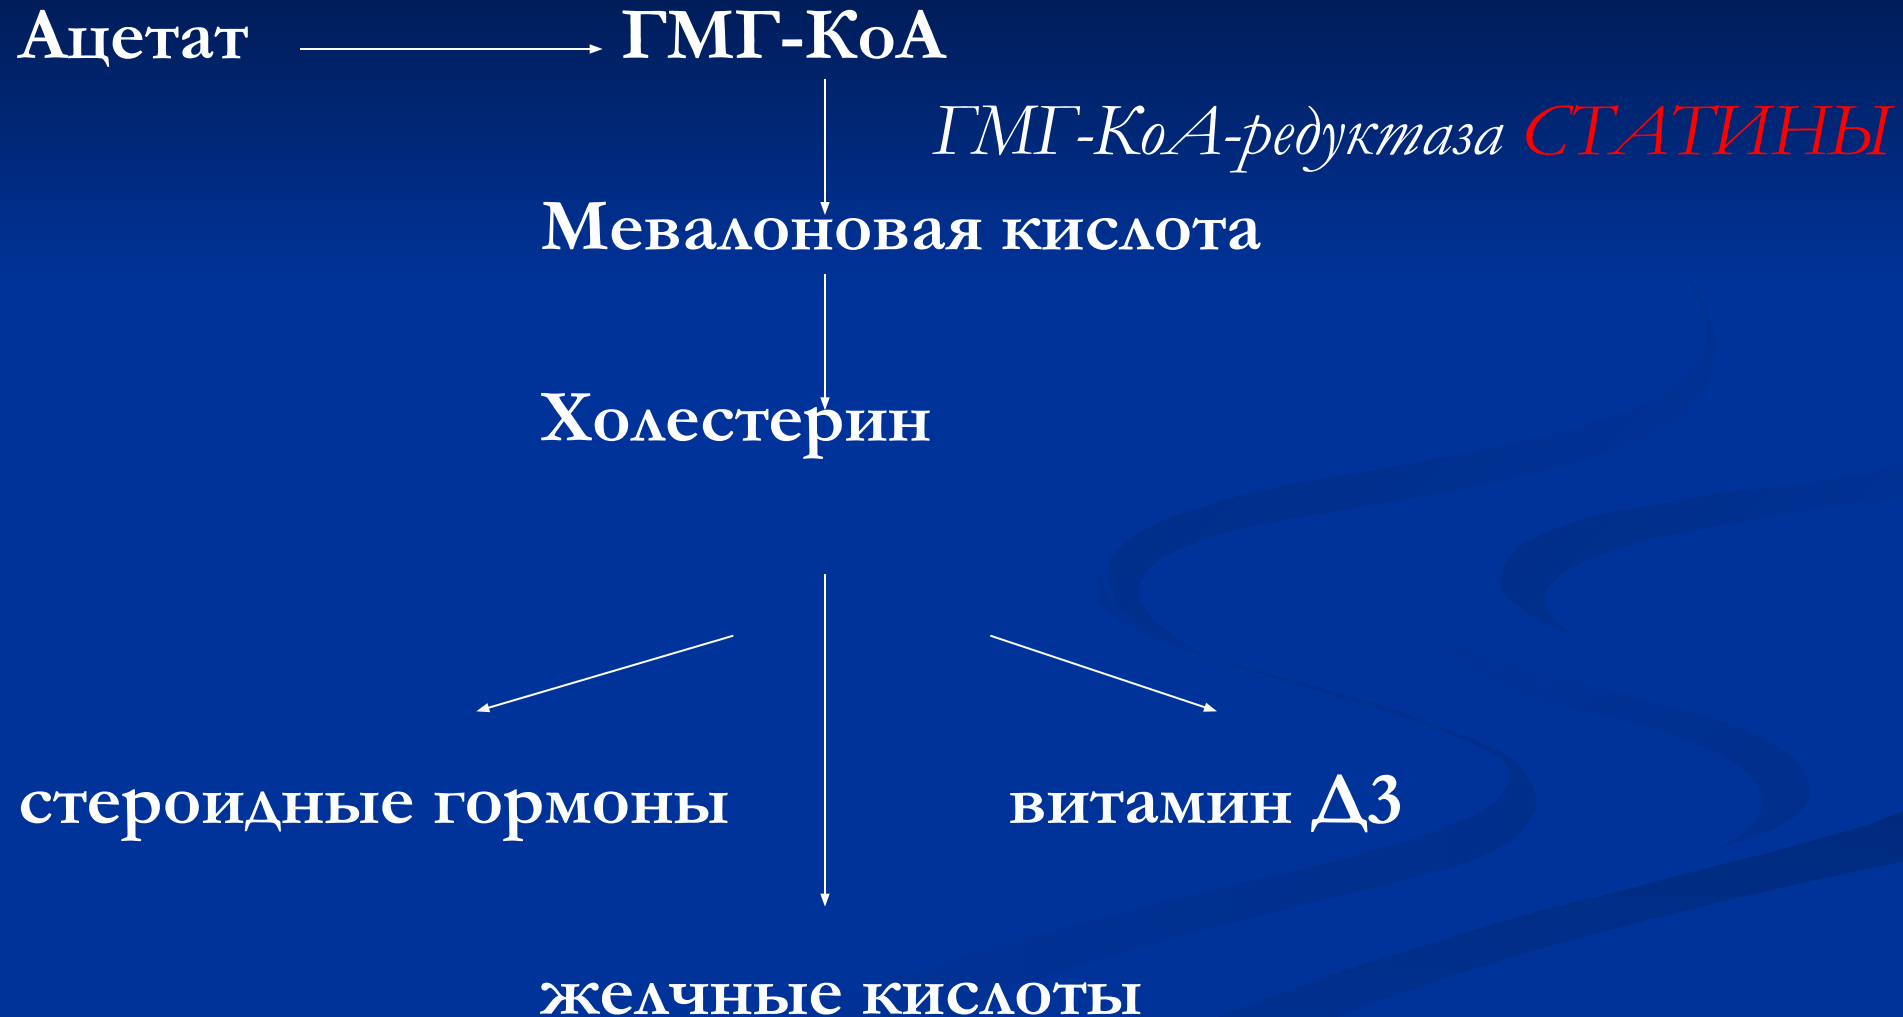 Ацетат ГМГ-КоА
ГМГ-КоА-редуктаза СТАТИНЫ
Мевалоновая кислота
Холестерин
стероидные гормоны витамин Д3
желчные кислоты